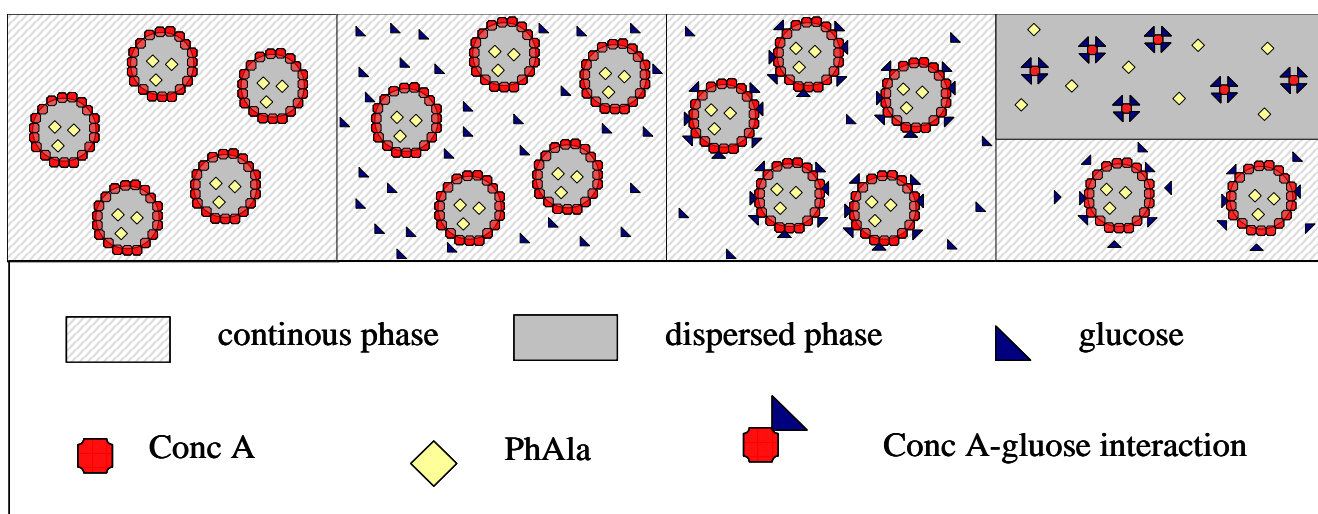 continous phase
dispersed phase
glucose
Conc A
PhAla
Conc A-gluose interaction